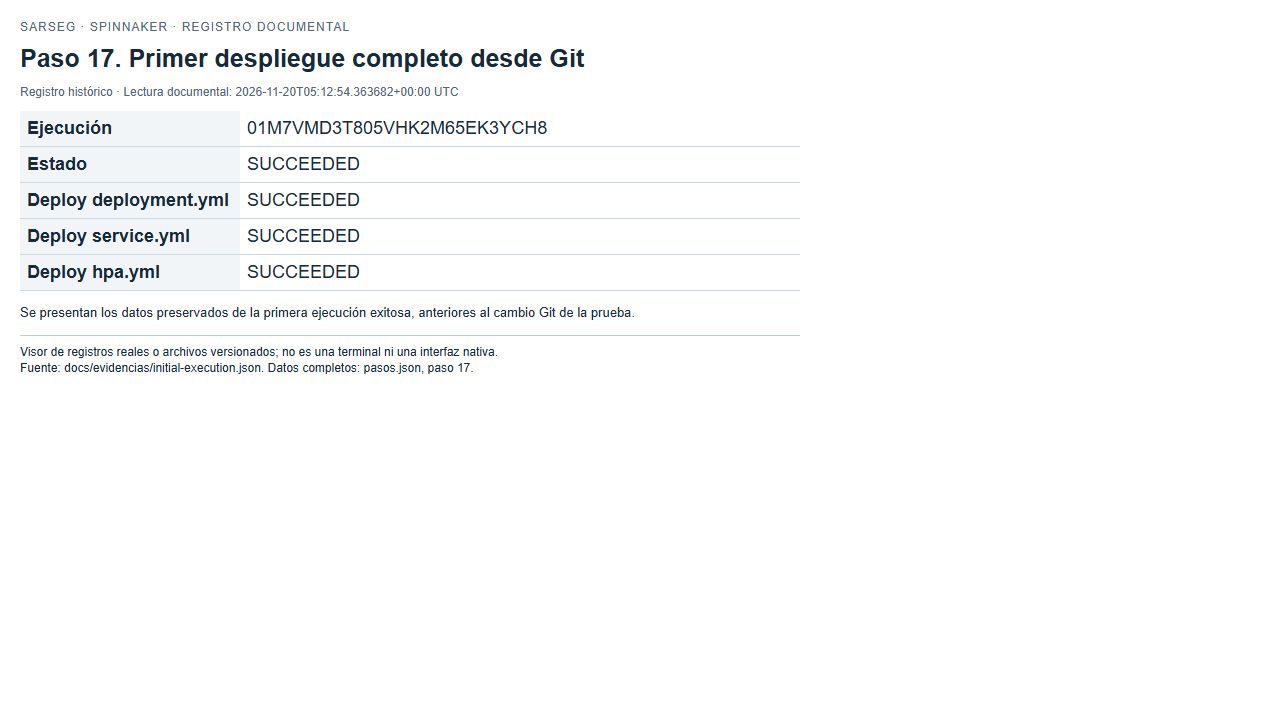 SARSEG · SPINNAKER · REGISTRO DOCUMENTAL
Paso 17. Primer despliegue completo desde Git
Registro histórico · Lectura documental: 2026-11-20T05:12:54.363682+00:00 UTC
Ejecución 01M7VMD3T805VHK2M65EK3YCH8
Estado SUCCEEDED
Deploy deployment.yml SUCCEEDED
Deploy service.yml SUCCEEDED
Deploy hpa.yml SUCCEEDED
Se presentan los datos preservados de la primera ejecución exitosa, anteriores al cambio Git de la prueba.
Visor de registros reales o archivos versionados; no es una terminal ni una interfaz nativa.
Fuente: docs/evidencias/initial-execution.json. Datos completos: pasos.json, paso 17.